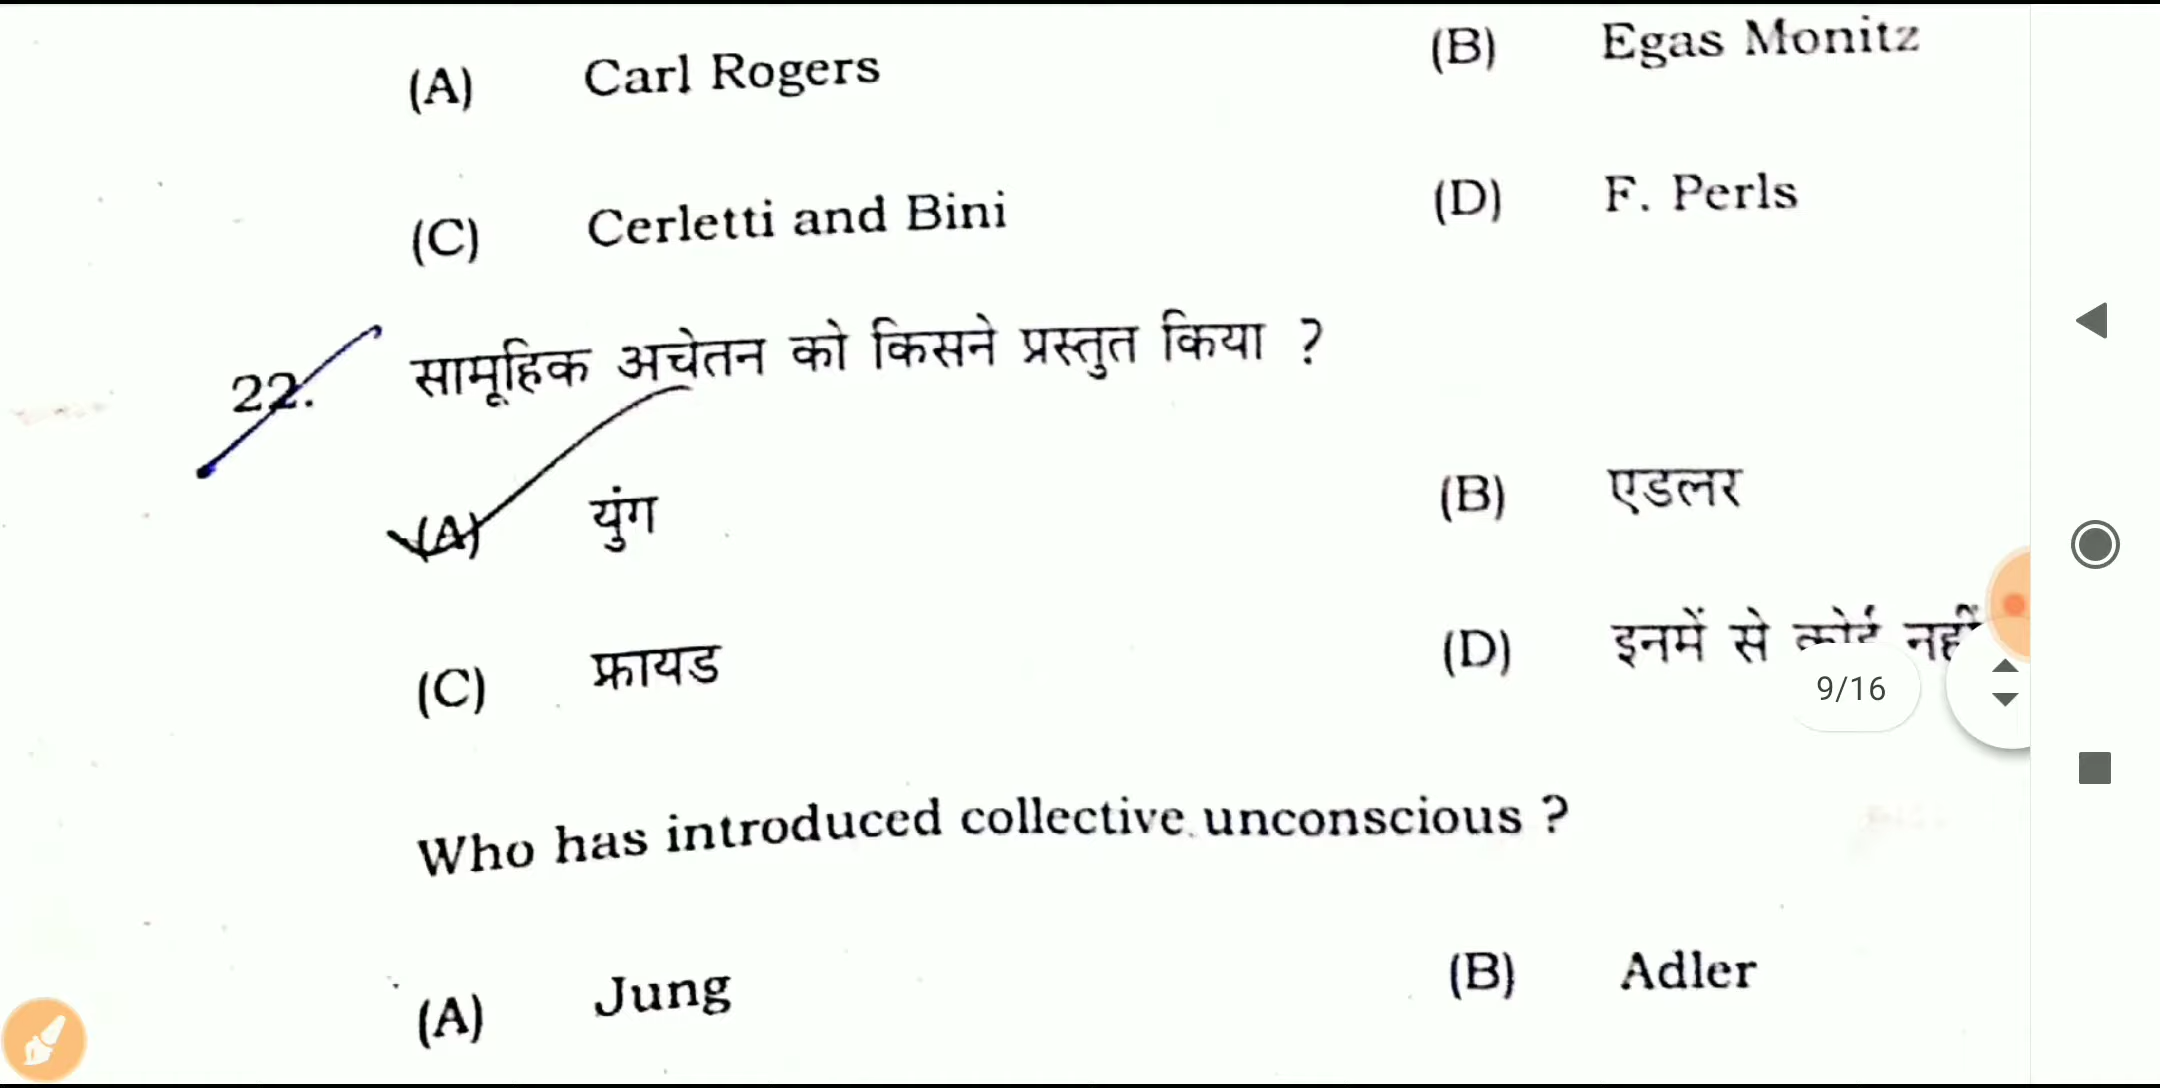 (A) Carl Rogers (B) Egas Monitz
(C) Cerletti and Bini (D) F. Perls
22. सामूहिक अचेतन को किसने प्रस्तुत किया ?
(A) युंग (B) एडलर
(C) फ्रायड (D) इनमें से कोई नहीं
9/16
Who has introduced collective unconscious ?
(A) Jung (B) Adler